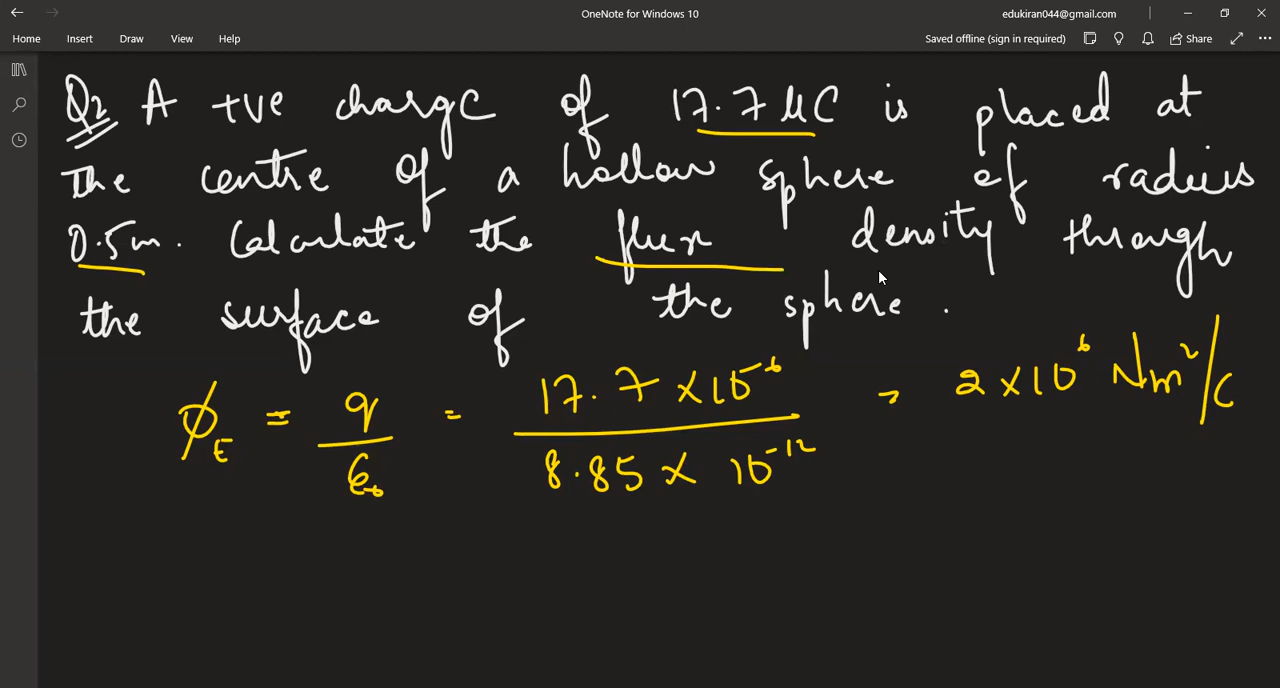 OneNote for Windows 10
edukiran044@gmail.com
Home Insert Draw View Help
Saved offline (sign in required) Share
Q2 A +ve charge of 17.7 μC is placed at
the centre of a hollow sphere of radius
0.5m. Calculate the flux density through
the surface of the sphere.
ϕE = q/ϵ0 = 17.7 × 10^-6 / 8.85 × 10^-12 = 2 × 10^6 Nm²/C